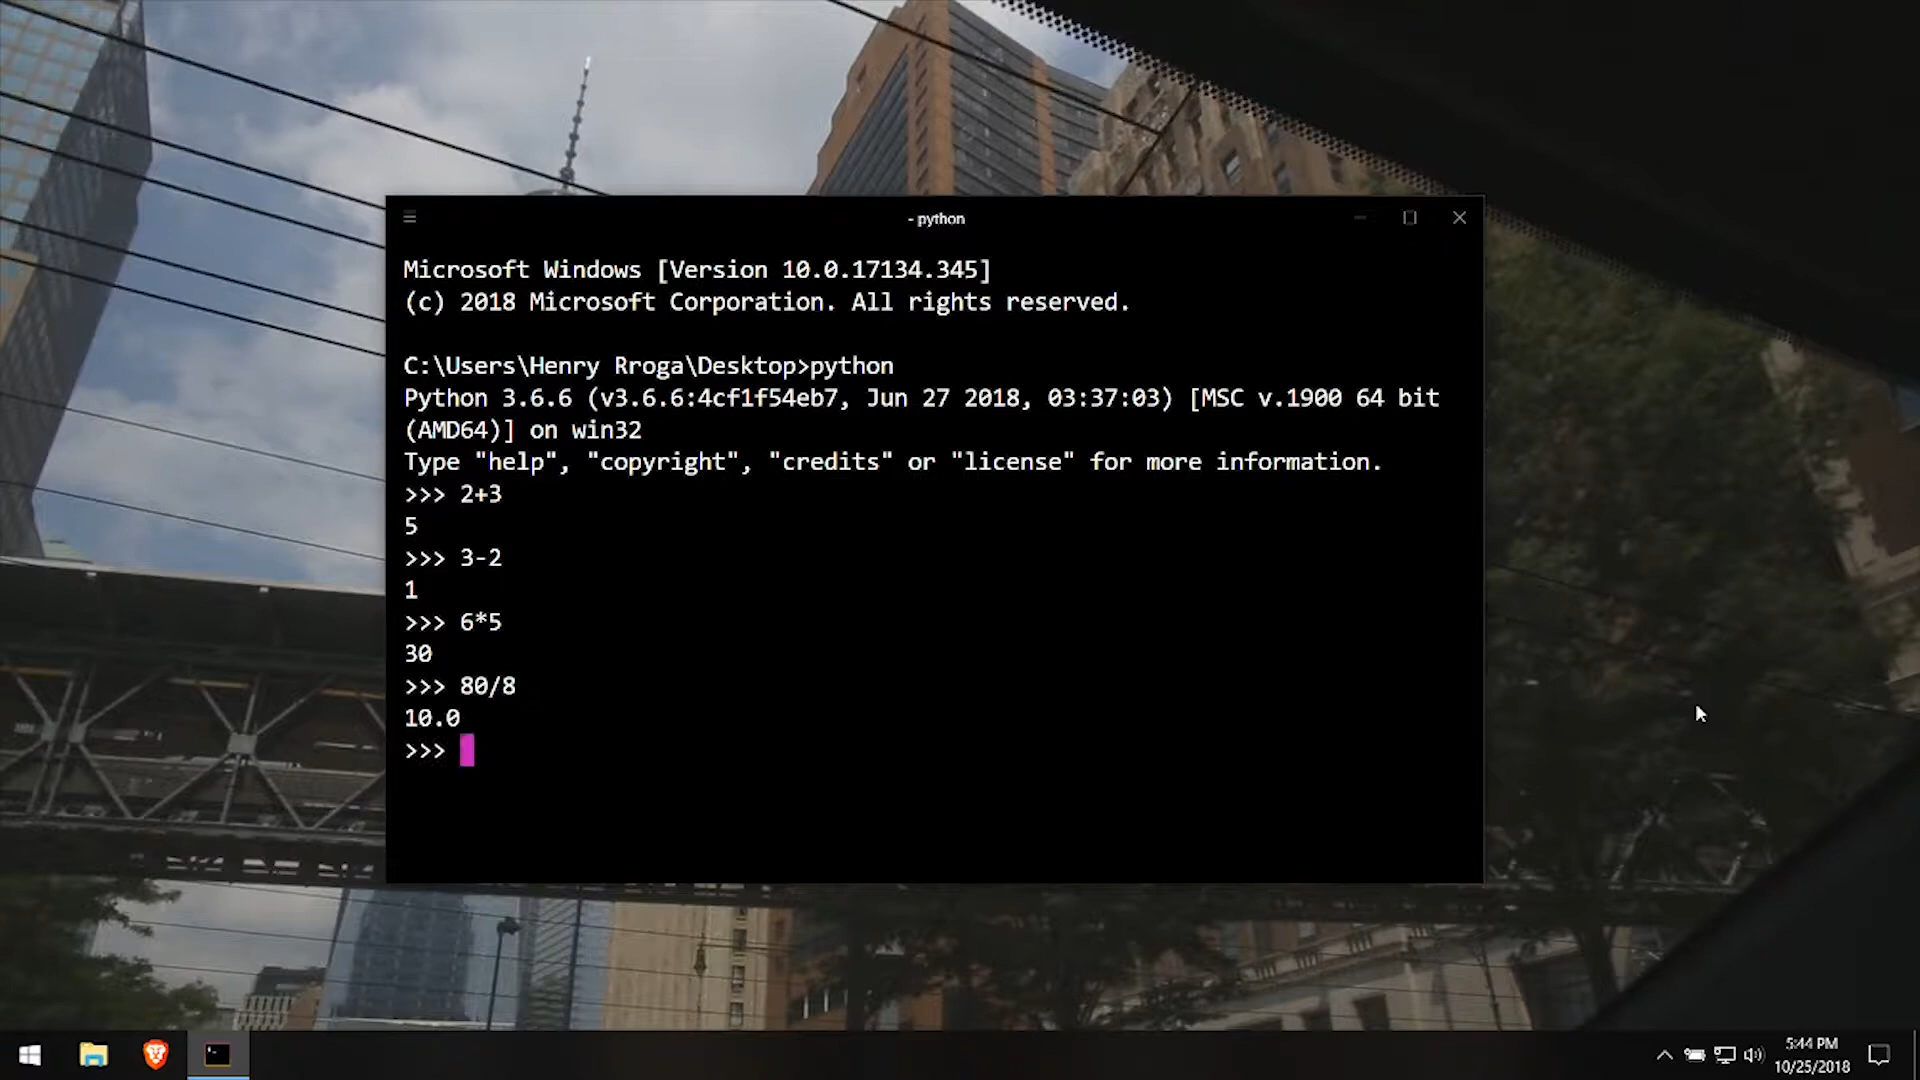 - python
Microsoft Windows [Version 10.0.17134.345]
(c) 2018 Microsoft Corporation. All rights reserved.
C:\Users\Henry Rroga\Desktop>python
Python 3.6.6 (v3.6.6:4cf1f54eb7, Jun 27 2018, 03:37:03) [MSC v.1900 64 bit
(AMD64)] on win32
Type "help", "copyright", "credits" or "license" for more information.
>>> 2+3
5
>>> 3-2
1
>>> 6*5
30
>>> 80/8
10.0
>>>
5:44 PM
10/25/2018